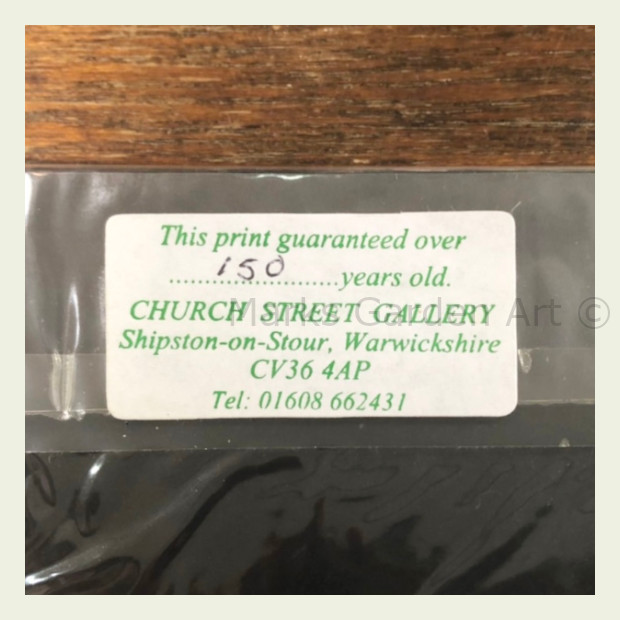 This print guaranteed over
........150........years old.
CHURCH STREET GALLERY
Marks Garden Art ©
Shipston-on-Stour, Warwickshire
CV36 4AP
Tel: 01608 662431